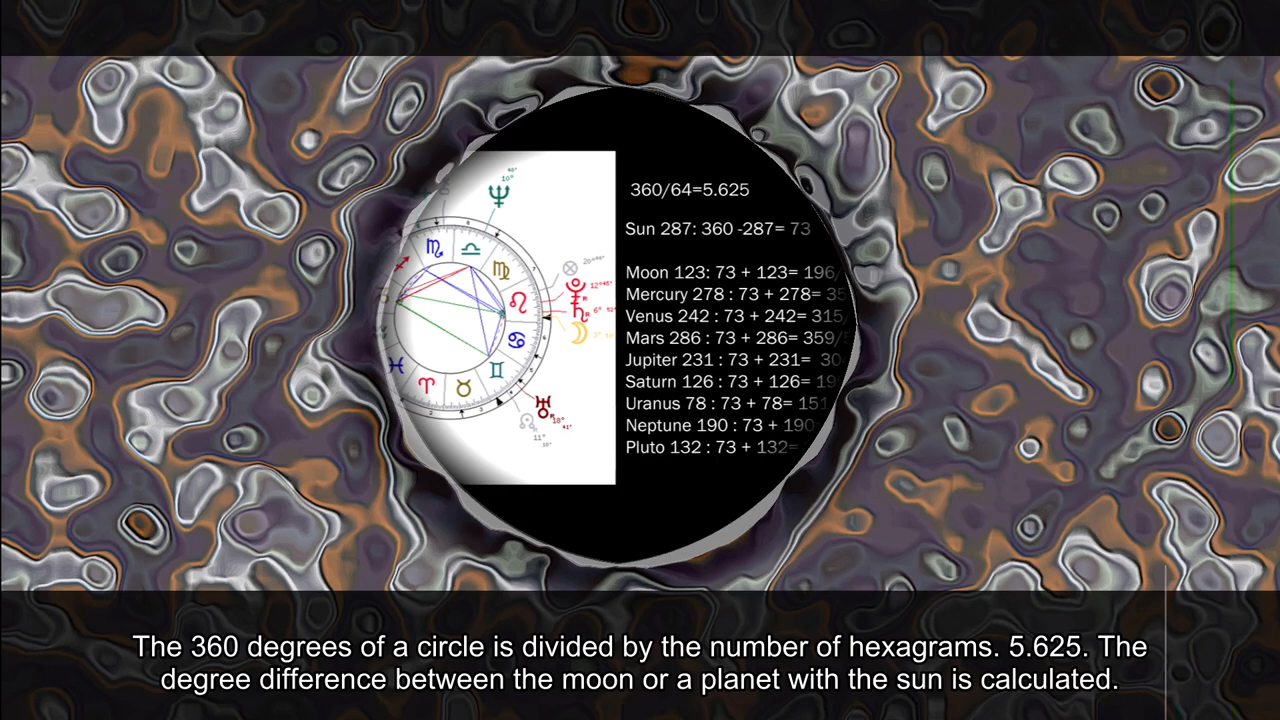 360/64=5.625
Sun 287: 360 -287= 73
Moon 123: 73 + 123= 196/
Mercury 278 : 73 + 278= 35
Venus 242 : 73 + 242= 315/
Mars 286 : 73 + 286= 359/
Jupiter 231 : 73 + 231= 30
Saturn 126 : 73 + 126= 19
Uranus 78 : 73 + 78= 151
Neptune 190 : 73 + 190
Pluto 132 : 73 + 132=
The 360 degrees of a circle is divided by the number of hexagrams. 5.625. The
degree difference between the moon or a planet with the sun is calculated.